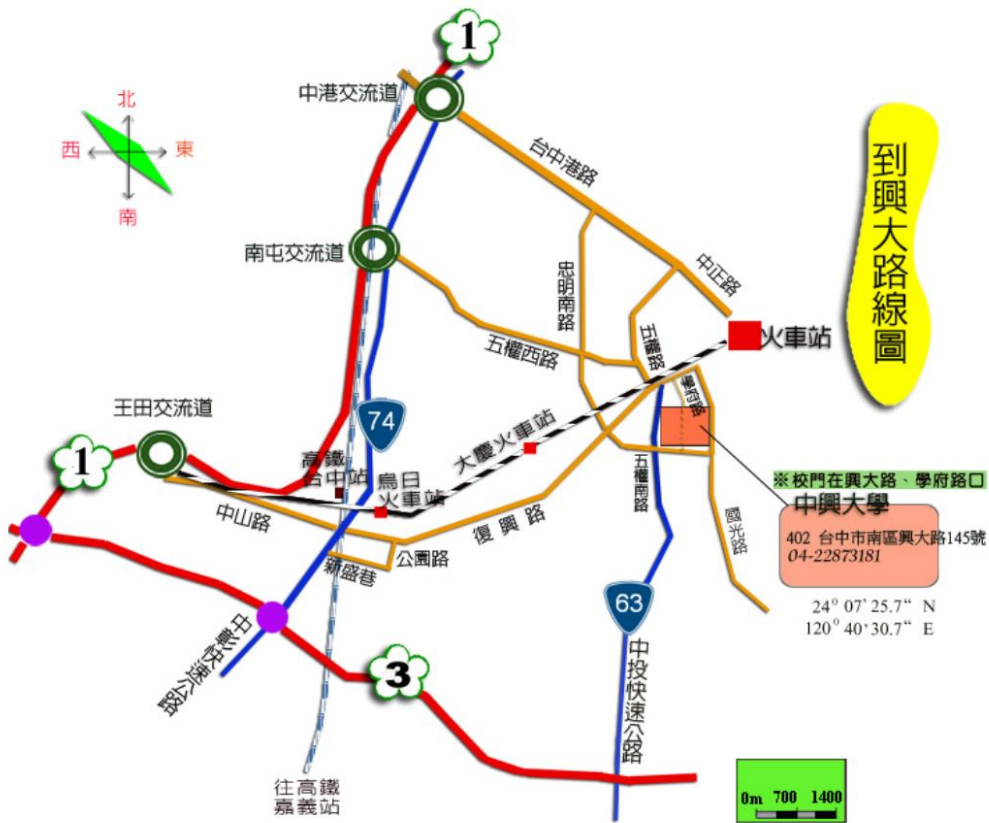 1
中港交流道
北
西 東
南
台中港路
到興大路線圖
南屯交流道
忠明南路
中正路
火車站
五權西路
五權路
學府路
王田交流道
74
1
高鐵
台中站
烏日
火車站
大慶火車站
五權南路
※校門在興大路、學府路口
中興大學
402 台中市南區興大路145號
04-22873181
中山路
復興路
國光路
公園路
新盛巷
24° 07'25.7“ N
120° 40'30.7“ E
63
中彰快速公路
3
中投快速公路
往高鐵
嘉義站
0m 700 1400